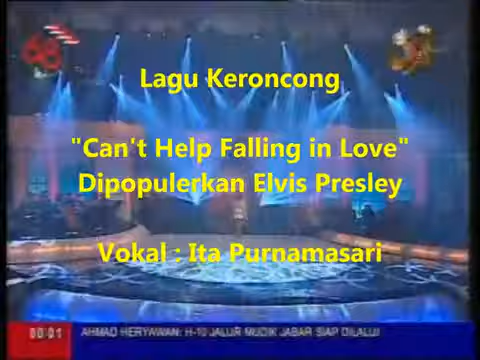 68
Lagu Keroncong
"Can't Help Falling in Love"
Dipopulerkan Elvis Presley
Vokal : Ita Purnamasari
00:01 AHMAD HERYAWAN: H-10 JALUR MUDIK JABAR SIAP DILALUI